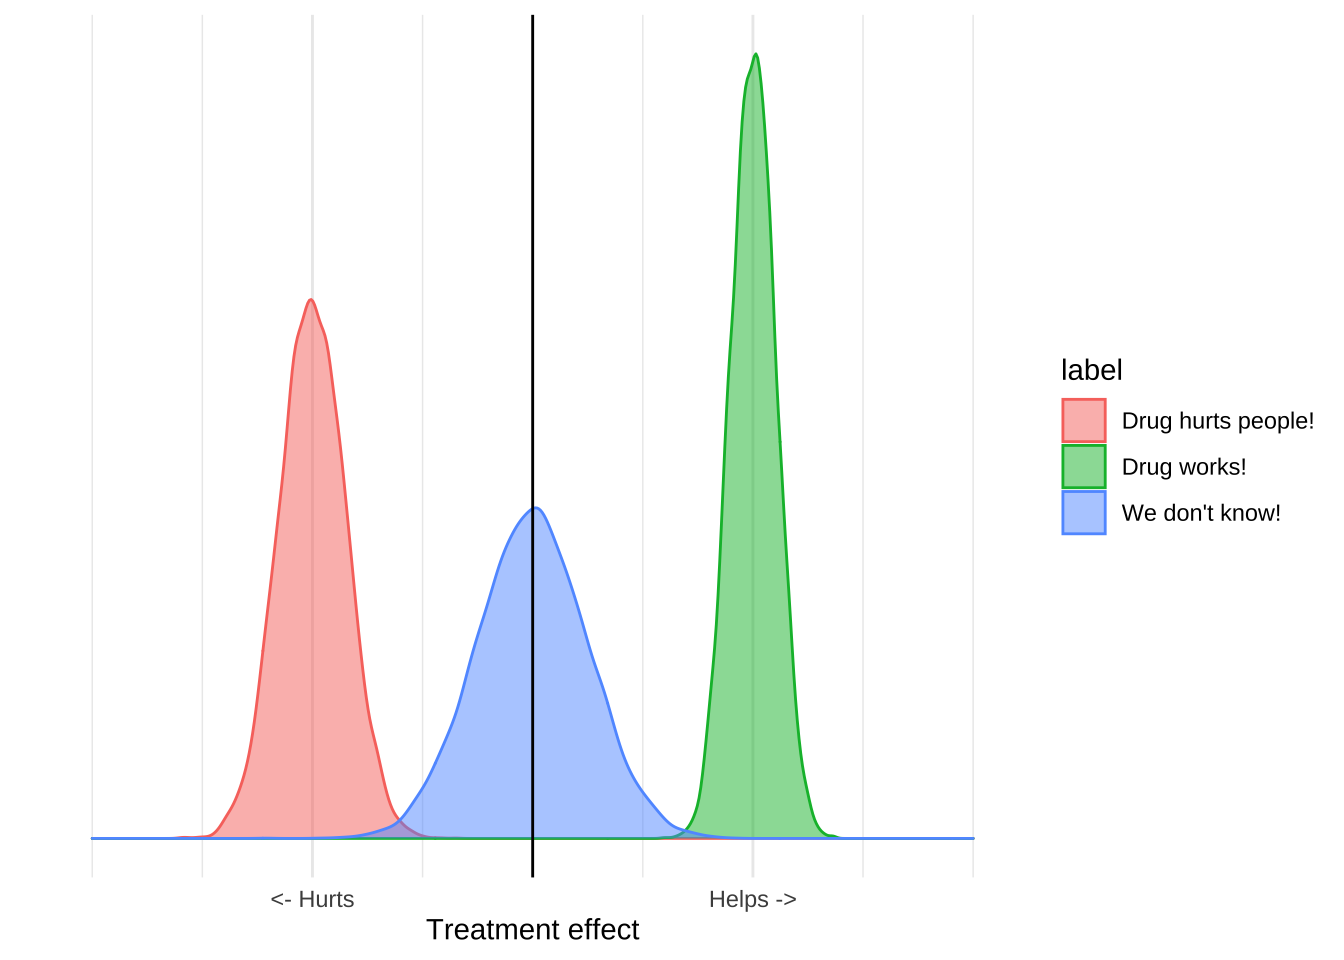 label
Drug hurts people!
Drug works!
We don't know!
<- Hurts
Helps ->
Treatment effect